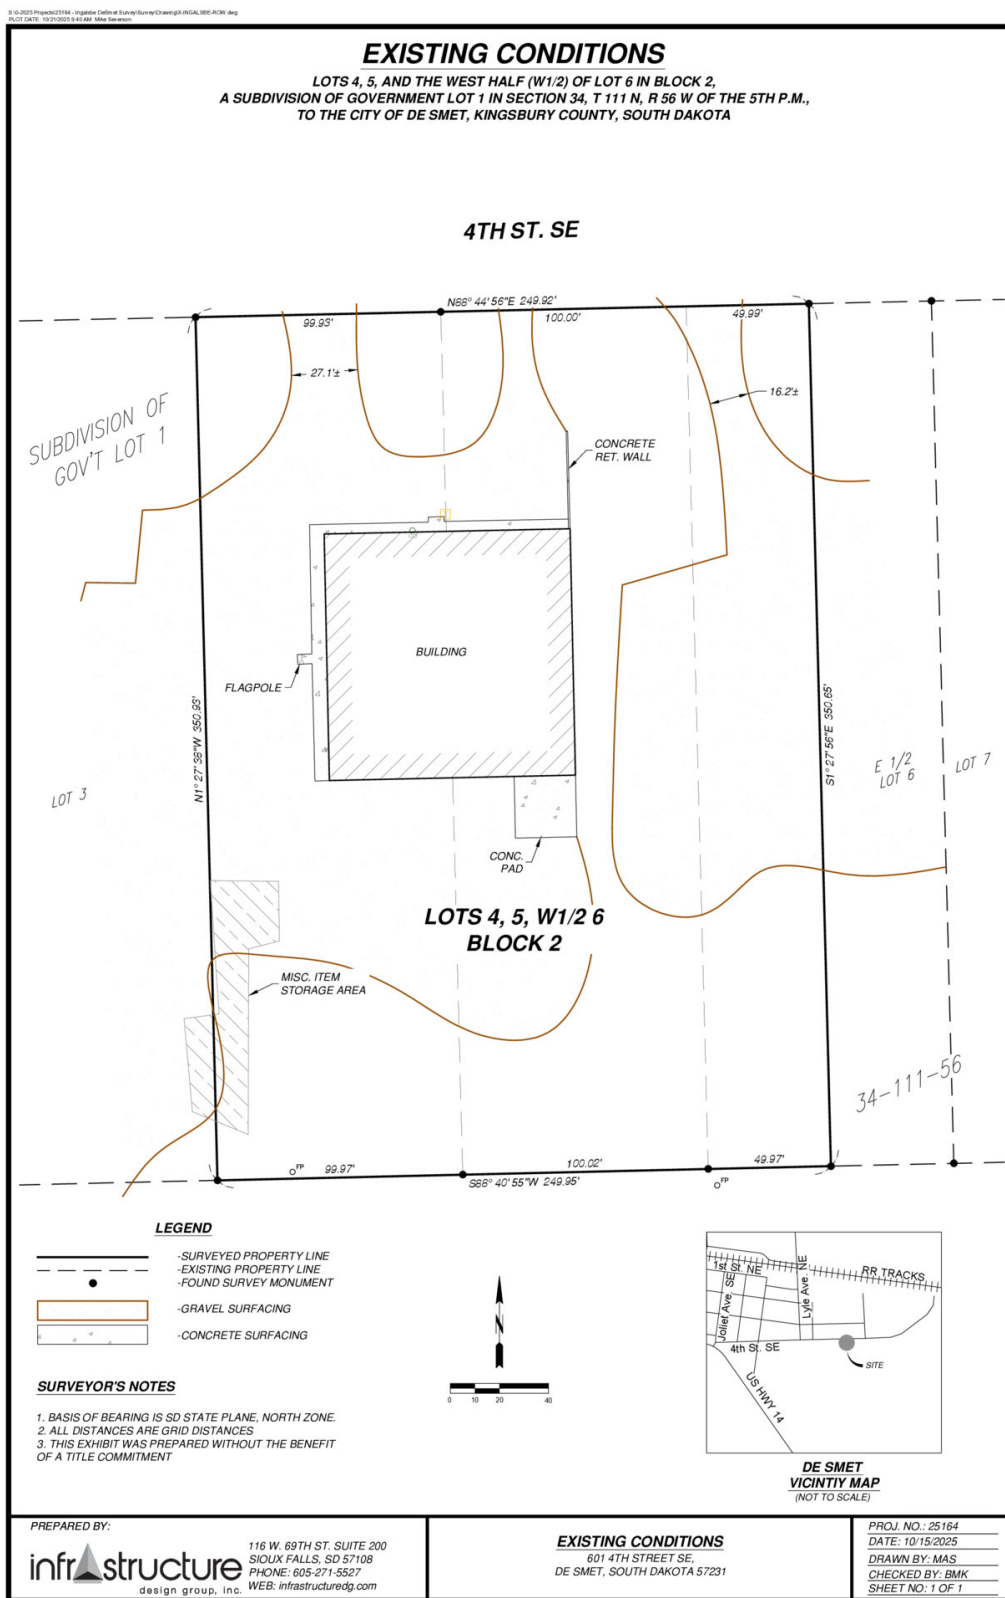 PLOT DATE: 10/21/2025 9:40 AM Mike Severson
EXISTING CONDITIONS
LOTS 4, 5, AND THE WEST HALF (W1/2) OF LOT 6 IN BLOCK 2,
A SUBDIVISION OF GOVERNMENT LOT 1 IN SECTION 34, T 111 N, R 56 W OF THE 5TH P.M.,
TO THE CITY OF DE SMET, KINGSBURY COUNTY, SOUTH DAKOTA
4TH ST. SE
N88° 44' 56"E 249.92'
99.93'
100.00'
49.99'
27.1'±
16.2'±
SUBDIVISION OF
GOV'T LOT 1
CONCRETE
RET. WALL
BUILDING
FLAGPOLE
N1° 27' 38"W 350.93'
S1° 27' 56"E 350.65'
LOT 3
E 1/2
LOT 6
LOT 7
CONC.
PAD
LOTS 4, 5, W1/2 6
BLOCK 2
MISC. ITEM
STORAGE AREA
34-111-56
FP
99.97'
100.02'
49.97'
S88° 40' 55"W 249.95'
FP
LEGEND
-SURVEYED PROPERTY LINE
-EXISTING PROPERTY LINE
-FOUND SURVEY MONUMENT
-GRAVEL SURFACING
-CONCRETE SURFACING
SURVEYOR'S NOTES
1. BASIS OF BEARING IS SD STATE PLANE, NORTH ZONE.
2. ALL DISTANCES ARE GRID DISTANCES
3. THIS EXHIBIT WAS PREPARED WITHOUT THE BENEFIT
OF A TITLE COMMITMENT
N
0 10 20 40
1st St. NE
RR TRACKS
Joliet Ave. SE
Lyle Ave. NE
4th St. SE
SITE
US HWY 14
DE SMET
VICINTIY MAP
(NOT TO SCALE)
PREPARED BY:
infrastructure
design group, inc.
116 W. 69TH ST. SUITE 200
SIOUX FALLS, SD 57108
PHONE: 605-271-5527
WEB: infrastructuredg.com
EXISTING CONDITIONS
601 4TH STREET SE,
DE SMET, SOUTH DAKOTA 57231
PROJ. NO.: 25164
DATE: 10/15/2025
DRAWN BY: MAS
CHECKED BY: BMK
SHEET NO: 1 OF 1